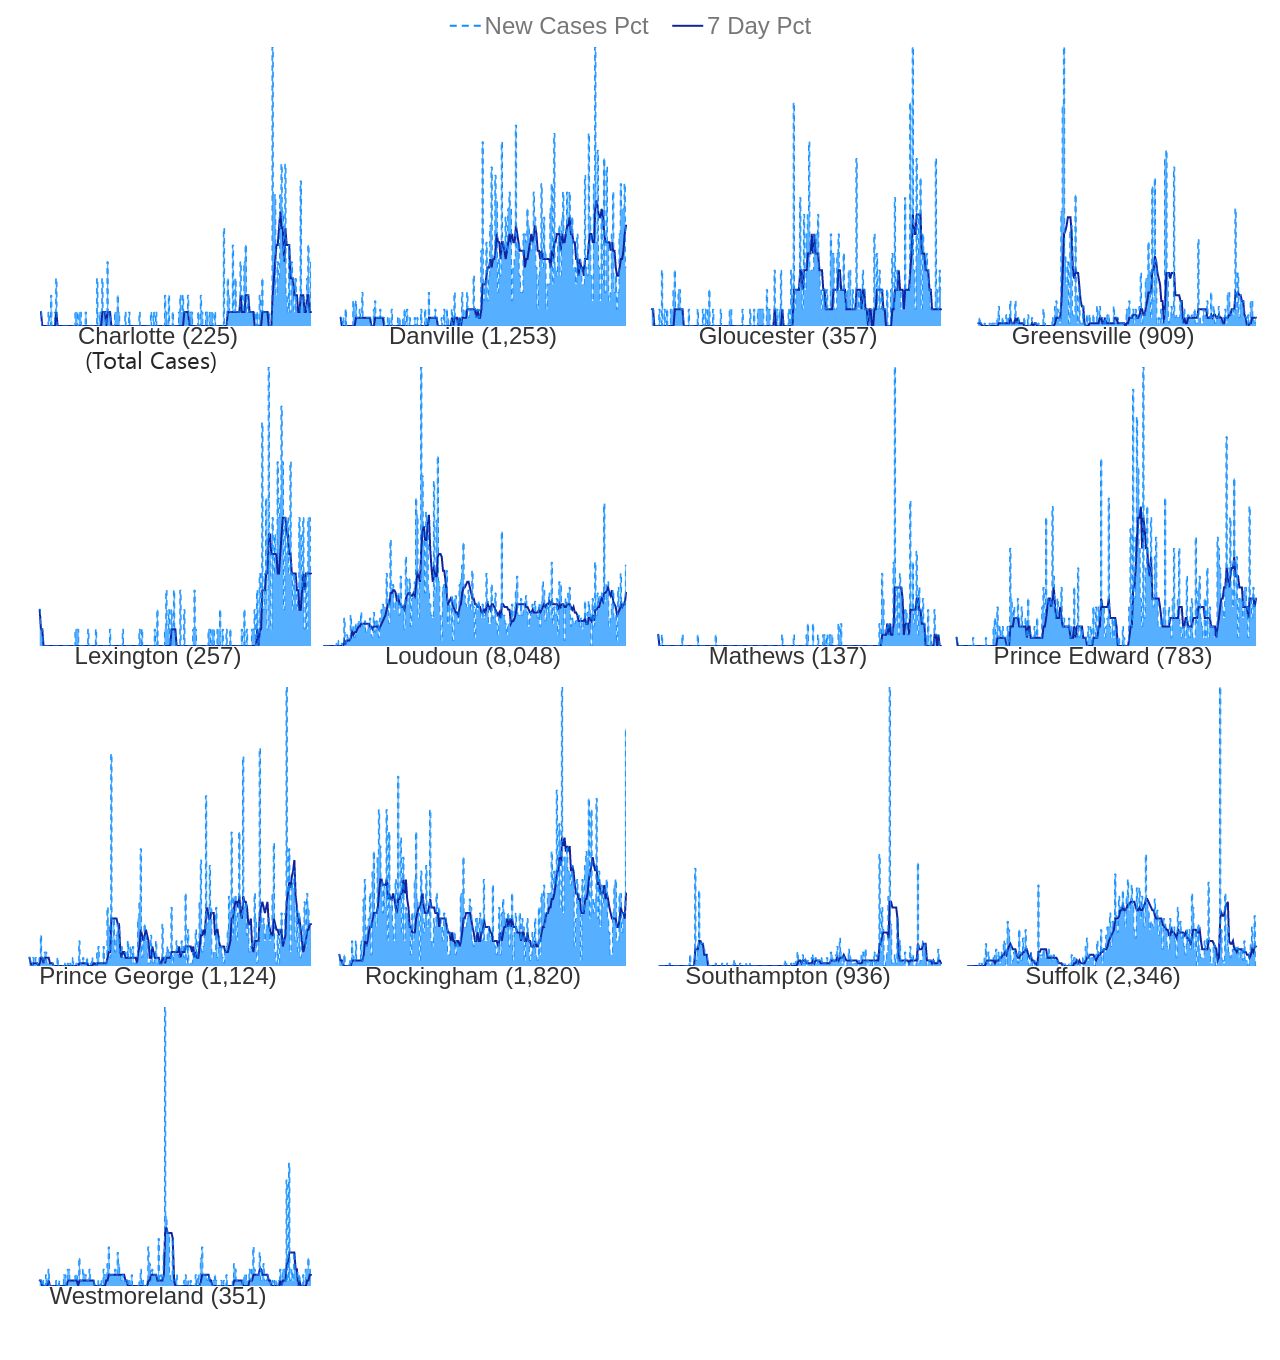 New Cases Pct 7 Day Pct
Charlotte (225) Danville (1,253) Gloucester (357) Greensville (909)
(Total Cases)
Lexington (257) Loudoun (8,048) Mathews (137) Prince Edward (783)
Prince George (1,124) Rockingham (1,820) Southampton (936) Suffolk (2,346)
Westmoreland (351)